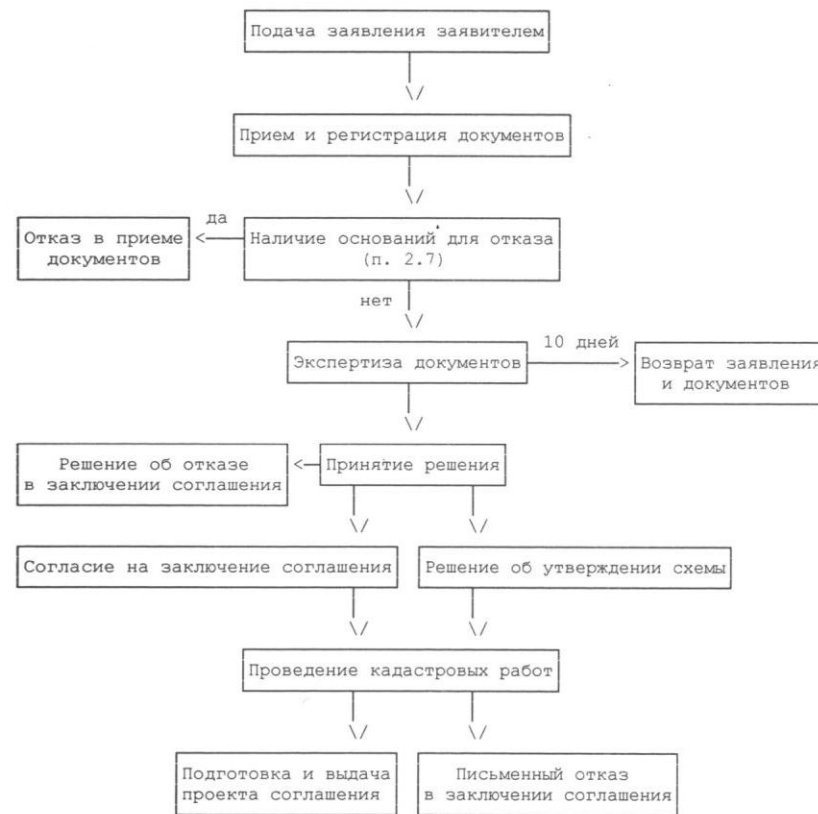 Подача заявления заявителем
Прием и регистрация документов
да
Отказ в приеме
документов
Наличие оснований для отказа
(п. 2.7)
нет
10 дней
Экспертиза документов
Возврат заявления
и документов
Решение об отказе
в заключении соглашения
Принятие решения
Согласие на заключение соглашения
Решение об утверждении схемы
Проведение кадастровых работ
Подготовка и выдача
проекта соглашения
Письменный отказ
в заключении соглашения